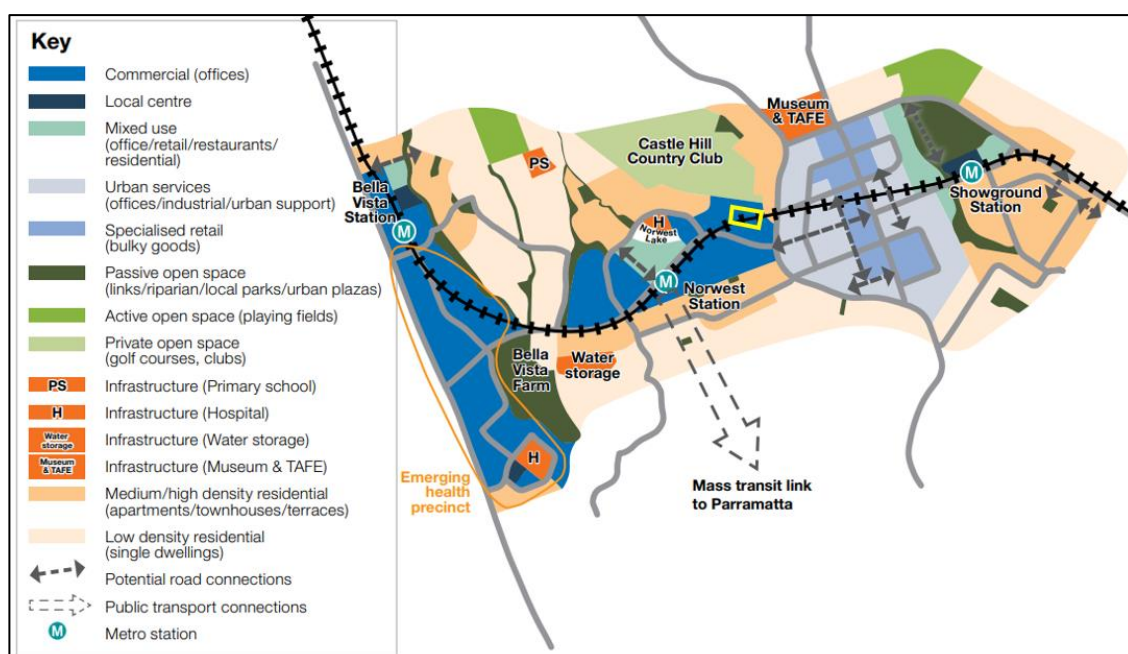 Key
Commercial (offices)
Local centre
Mixed use
(office/retail/restaurants/
residential)
Urban services
(offices/industrial/urban support)
Specialised retail
(bulky goods)
Passive open space
(links/riparian/local parks/urban plazas)
Active open space (playing fields)
Private open space
(golf courses, clubs)
PS
Infrastructure (Primary school)
H
Infrastructure (Hospital)
Water
storage
Infrastructure (Water storage)
Museum
& TAFE
Infrastructure (Museum & TAFE)
Medium/high density residential
(apartments/townhouses/terraces)
Low density residential
(single dwellings)
Potential road connections
Public transport connections
M
Metro station
Bella
Vista
Station
M
PS
Castle Hill
Country Club
Museum
& TAFE
M
Showground
Station
H
Norwest
Lake
M
Norwest
Station
Bella
Vista
Farm
Water
storage
H
Emerging
health
precinct
Mass transit link
to Parramatta